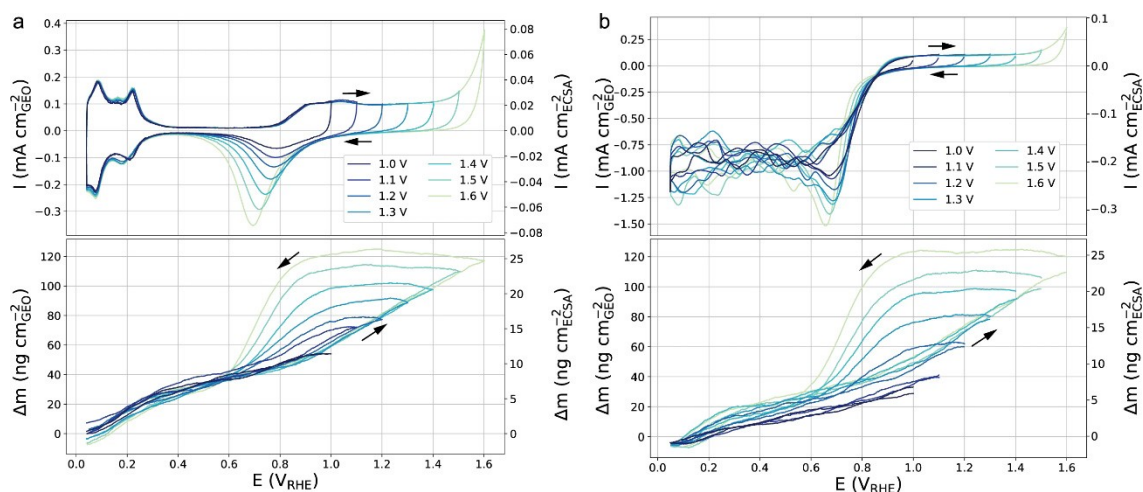 a
0.4
0.3
0.2
0.1
0.0
−0.1
−0.2
−0.3
I (mA cm−2 GEO)
0.08
0.06
0.04
0.02
0.00
−0.02
−0.04
−0.06
−0.08
I (mA cm−2 ECSA)
1.0 V
1.1 V
1.2 V
1.3 V
1.4 V
1.5 V
1.6 V
120
100
80
60
40
20
0
Δm (ng cm−2 GEO)
25
20
15
10
5
0
Δm (ng cm−2 ECSA)
0.0 0.2 0.4 0.6 0.8 1.0 1.2 1.4 1.6
E (VRHE)
b
0.25
0.00
−0.25
−0.50
−0.75
−1.00
−1.25
−1.50
I (mA cm−2 GEO)
0.1
0.0
−0.1
−0.2
−0.3
I (mA cm−2 ECSA)
1.0 V
1.1 V
1.2 V
1.3 V
1.4 V
1.5 V
1.6 V
120
100
80
60
40
20
0
Δm (ng cm−2 GEO)
25
20
15
10
5
0
Δm (ng cm−2 ECSA)
0.0 0.2 0.4 0.6 0.8 1.0 1.2 1.4 1.6
E (VRHE)